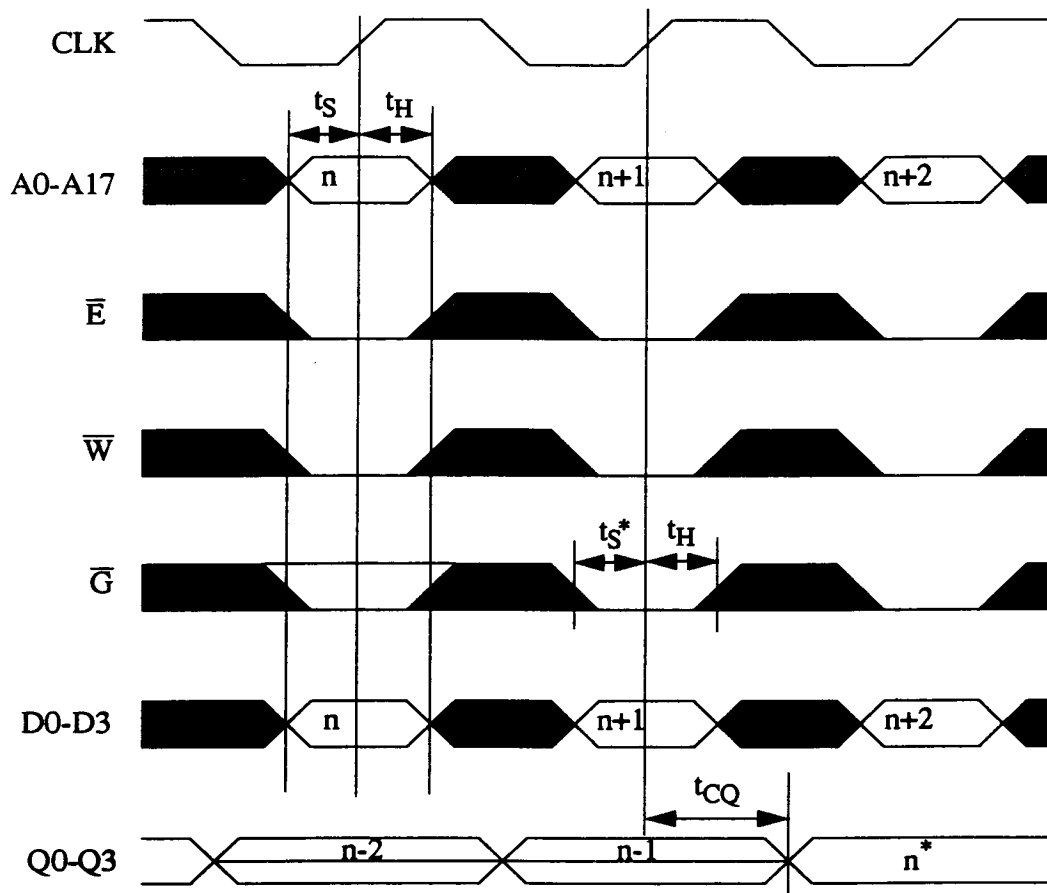 CLK
tS tH
A0-A17 n n+1 n+2
E̅
W̅
tS* tH
G̅
D0-D3 n n+1 n+2
tCQ
Q0-Q3 n-2 n-1 n*